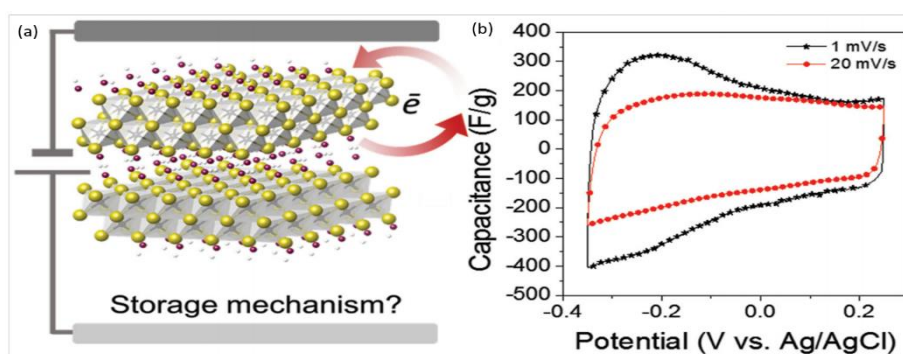 (a)
ē
Storage mechanism?
(b)
1 mV/s
20 mV/s
Capacitance (F/g)
400
300
200
100
0
-100
-200
-300
-400
-500
-0.4
-0.2
0.0
0.2
Potential (V vs. Ag/AgCl)